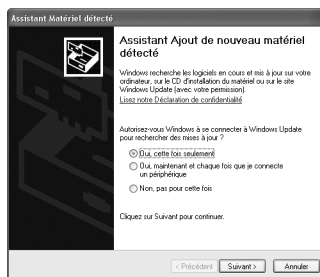 Assistant Matériel détecté
Assistant Ajout de nouveau matériel
détecté
Windows recherche les logiciels en cours et mis à jour sur votre
ordinateur, sur le CD d'installation du matériel ou sur le site
Windows Update (avec votre permission).
Lisez notre Déclaration de confidentialité
Autorisez-vous Windows à se connecter à Windows Update
pour rechercher des mises à jour ?
Oui, cette fois seulement
Oui, maintenant et chaque fois que je connecte
un périphérique
Non, pas pour cette fois
Cliquez sur Suivant pour continuer.
< Précédent Suivant > Annuler